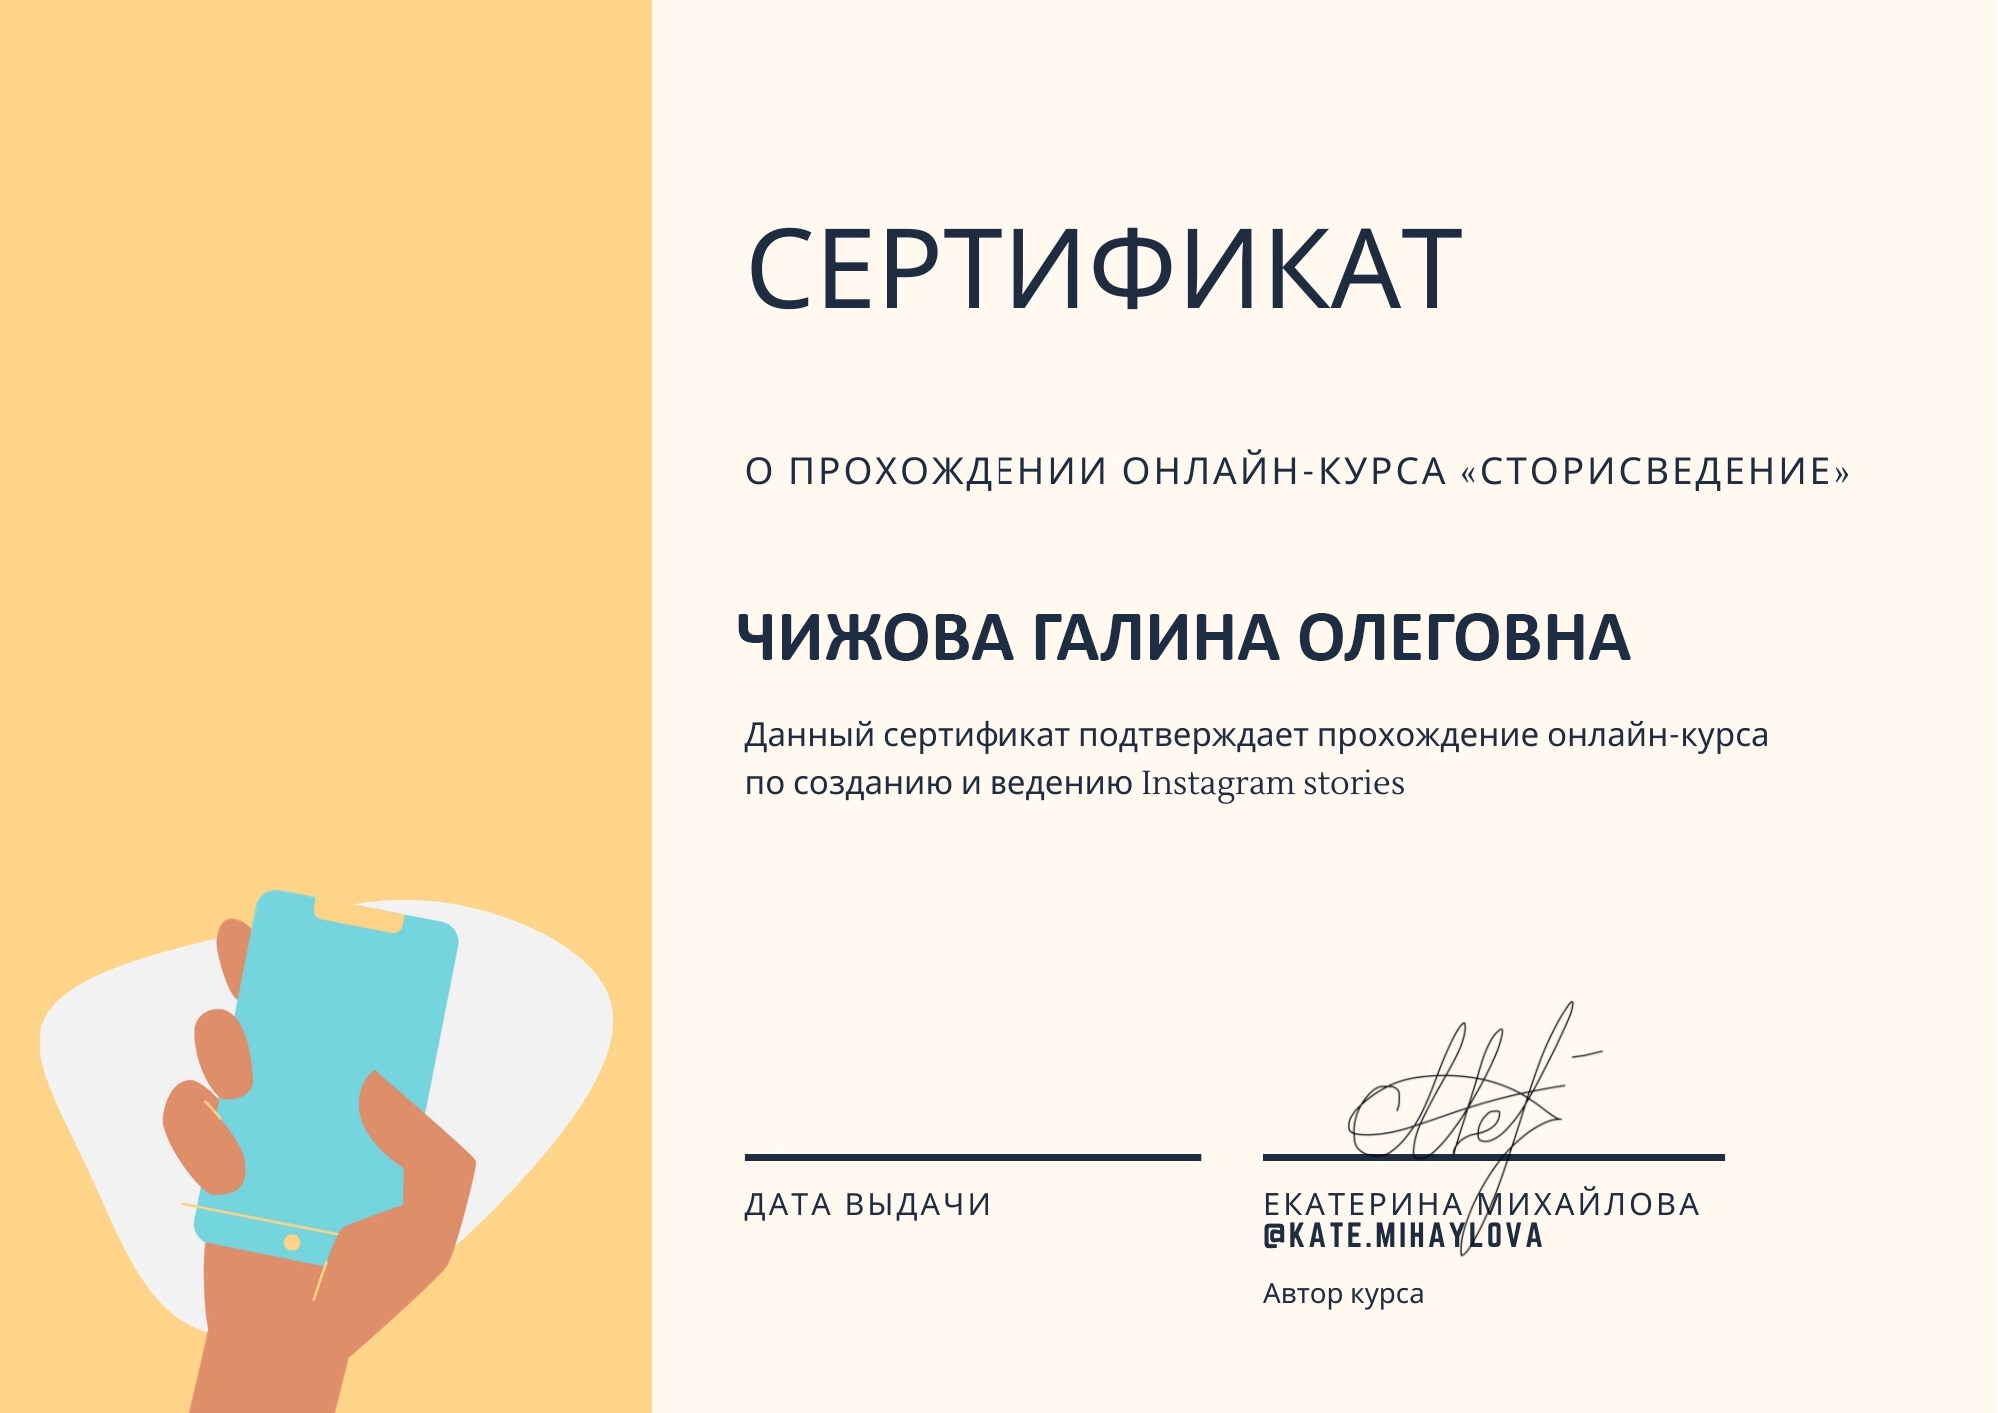 СЕРТИФИКАТ
О ПРОХОЖДЕНИИ ОНЛАЙН-КУРСА «СТОРИСВЕДЕНИЕ»
ЧИЖОВА ГАЛИНА ОЛЕГОВНА
Данный сертификат подтверждает прохождение онлайн-курса
по созданию и ведению Instagram stories
ДАТА ВЫДАЧИ
ЕКАТЕРИНА МИХАЙЛОВА
@KATE.MIHAYLOVA
Автор курса